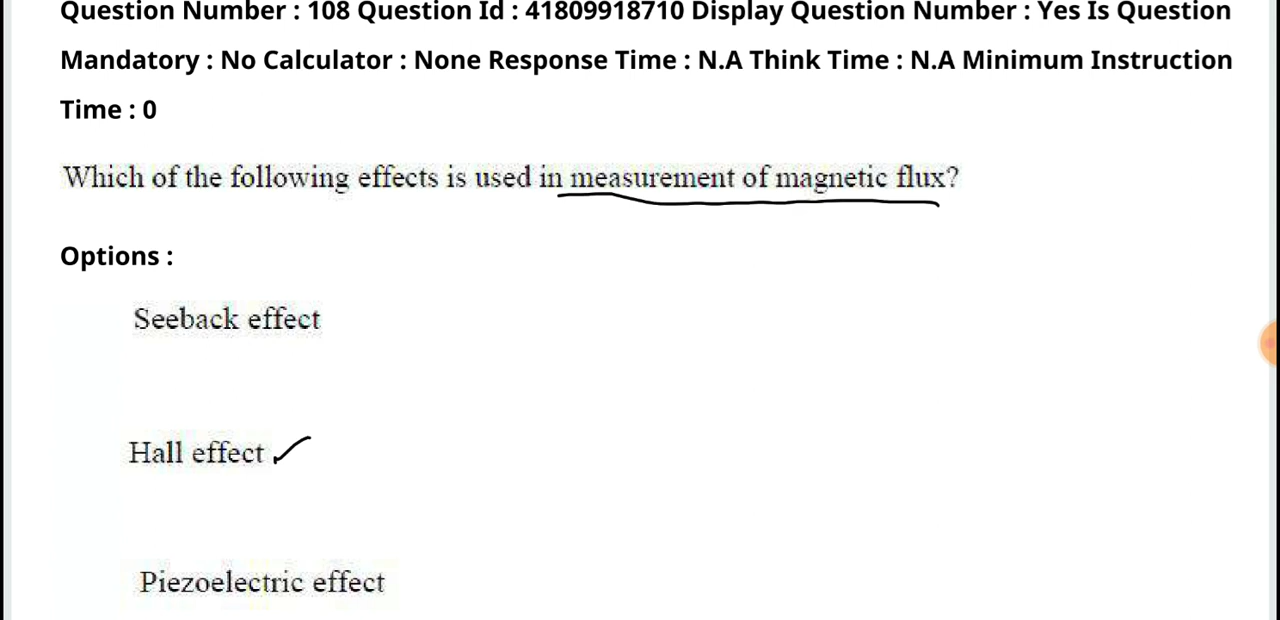 Question Number : 108 Question Id : 41809918710 Display Question Number : Yes Is Question
Mandatory : No Calculator : None Response Time : N.A Think Time : N.A Minimum Instruction
Time : 0
Which of the following effects is used in measurement of magnetic flux?
Options :
Seeback effect
Hall effect
Piezoelectric effect